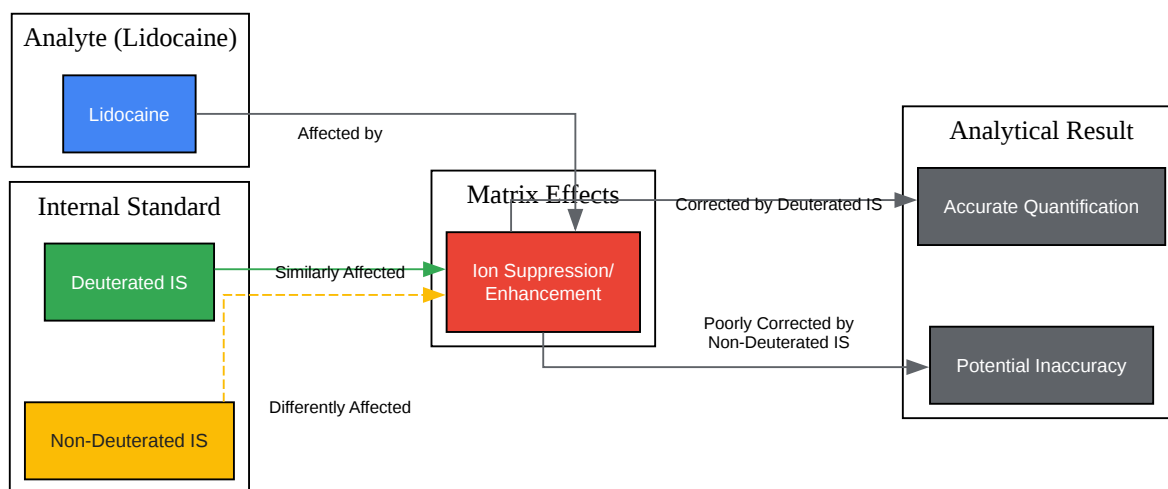 Analyte (Lidocaine)
Lidocaine
Affected by
Internal Standard
Deuterated IS
Similarly Affected
Non-Deuterated IS
Differently Affected
Matrix Effects
Ion Suppression/
Enhancement
Corrected by Deuterated IS
Poorly Corrected by
Non-Deuterated IS
Analytical Result
Accurate Quantification
Potential Inaccuracy